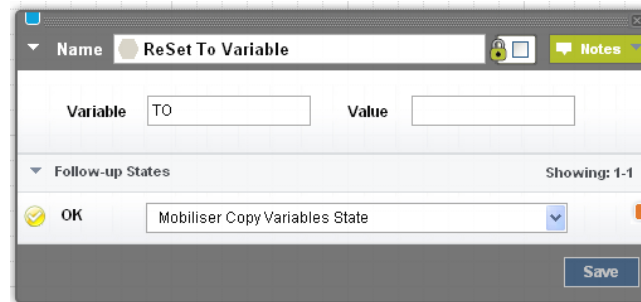 Name ReSet To Variable Notes
Variable TO Value
Follow-up States Showing: 1-1
OK Mobiliser Copy Variables State
Save